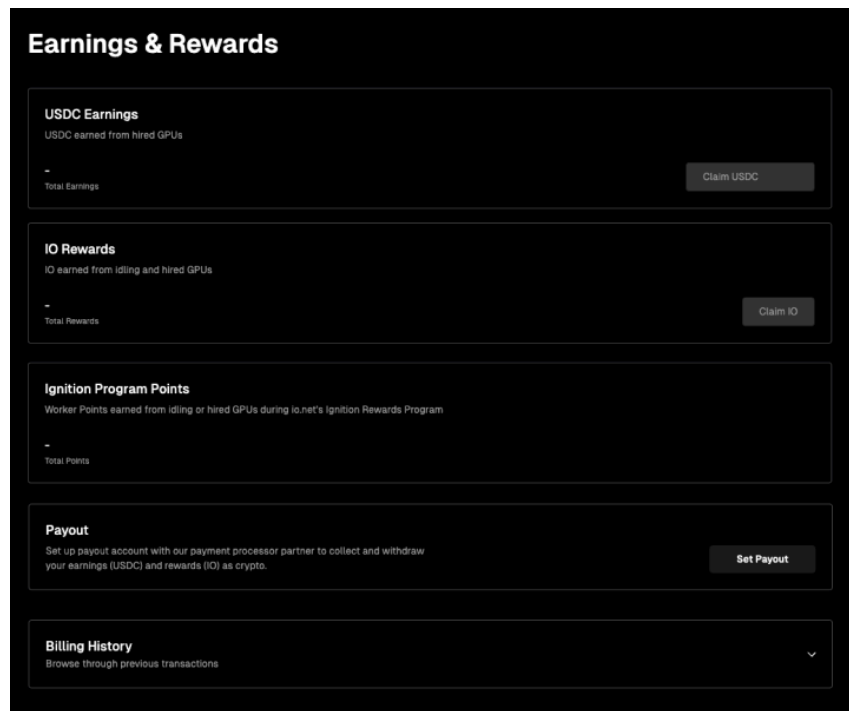 Earnings & Rewards
USDC Earnings
USDC earned from hired GPUs
-
Total Earnings
Claim USDC
IO Rewards
IO earned from idling and hired GPUs
-
Total Rewards
Claim IO
Ignition Program Points
Worker Points earned from idling or hired GPUs during io.net's Ignition Rewards Program
-
Total Points
Payout
Set up payout account with our payment processor partner to collect and withdraw
your earnings (USDC) and rewards (IO) as crypto.
Set Payout
Billing History
Browse through previous transactions